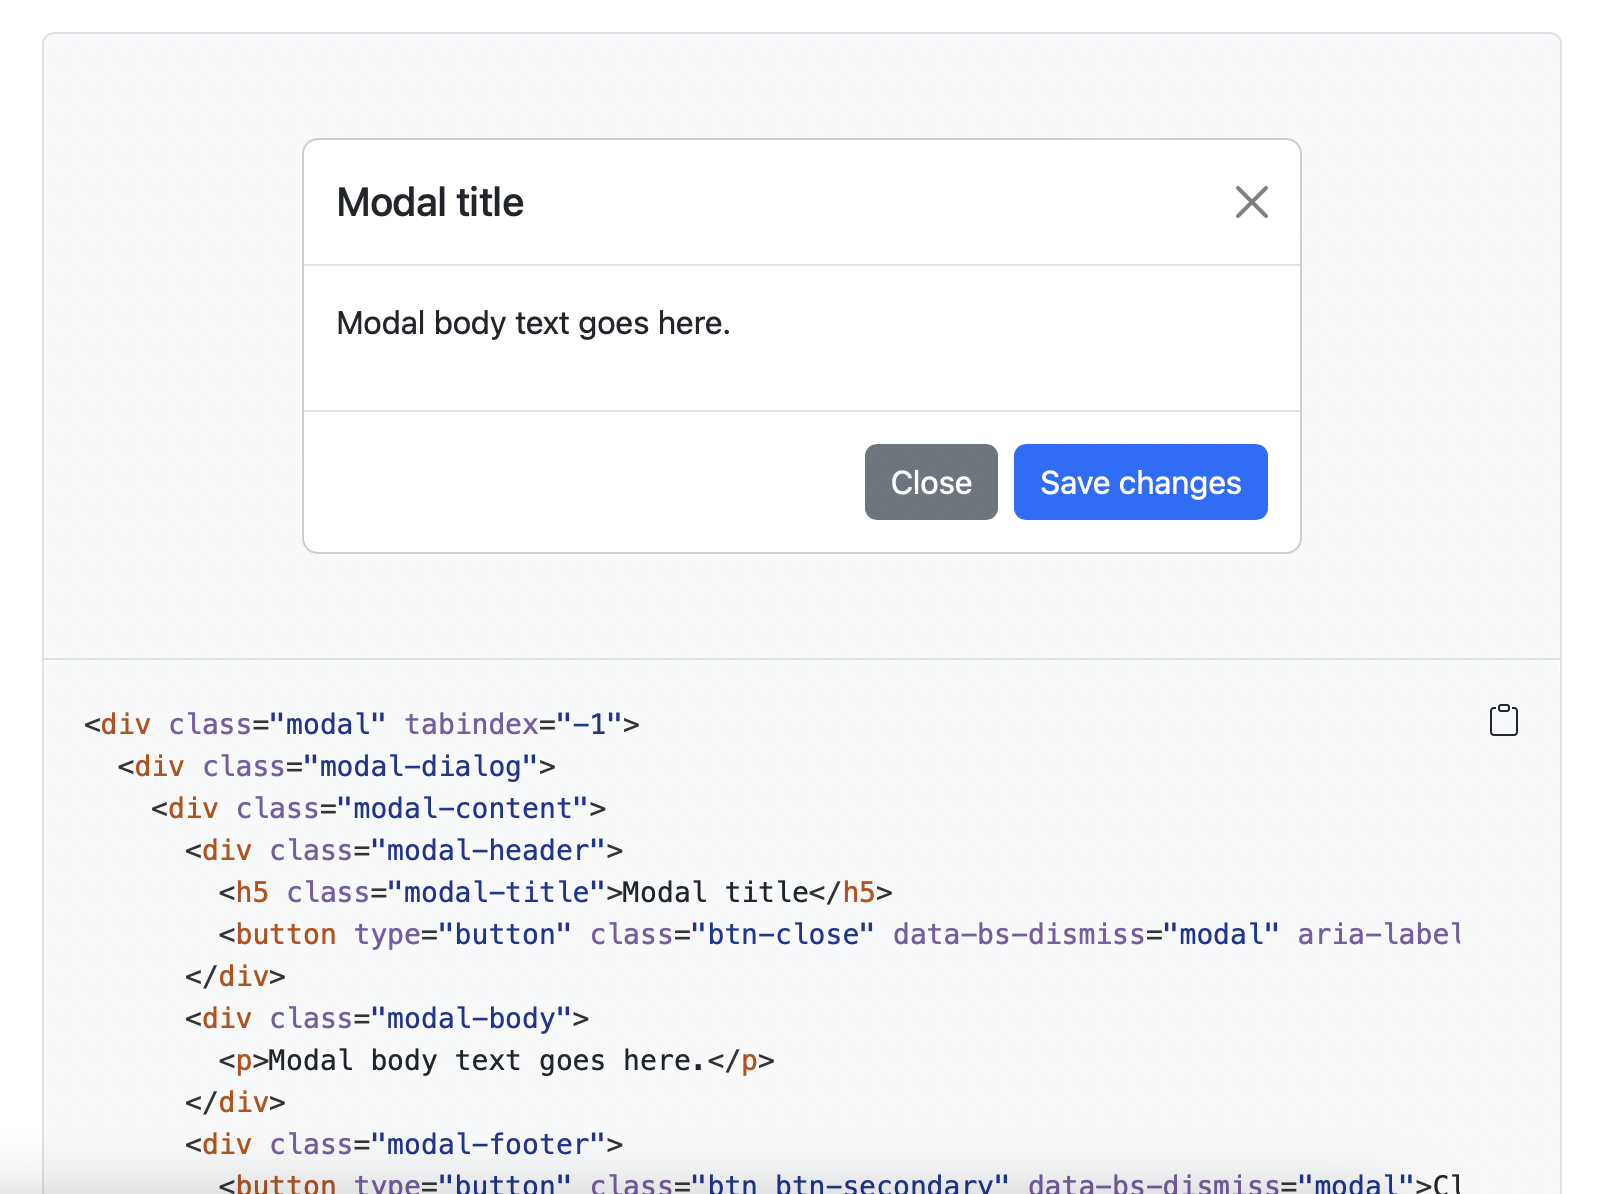 Modal title
Modal body text goes here.
Close Save changes
<div class="modal" tabindex="-1">
  <div class="modal-dialog">
    <div class="modal-content">
      <div class="modal-header">
        <h5 class="modal-title">Modal title</h5>
        <button type="button" class="btn-close" data-bs-dismiss="modal" aria-label
      </div>
      <div class="modal-body">
        <p>Modal body text goes here.</p>
      </div>
      <div class="modal-footer">
        <button type="button" class="btn btn-secondary" data-bs-dismiss="modal">Cl